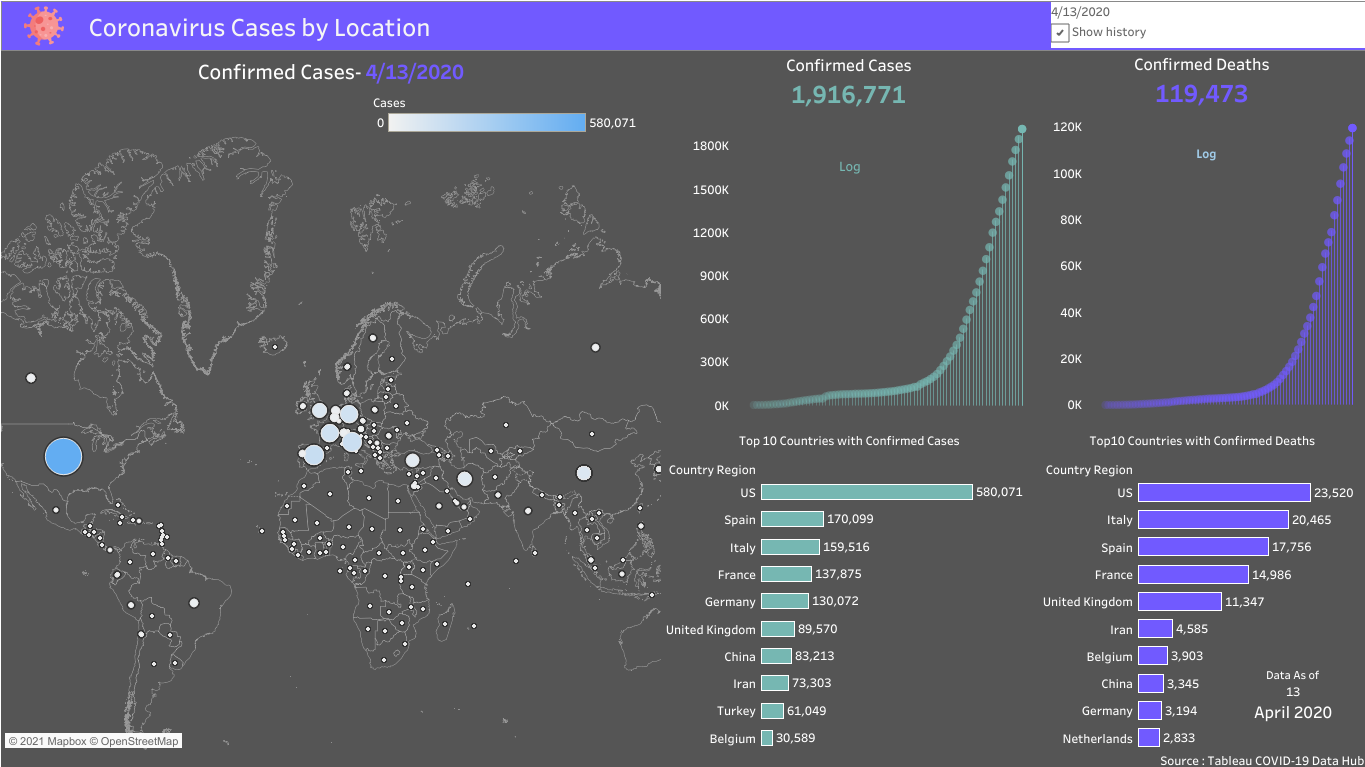 Coronavirus Cases by Location
4/13/2020
Show history
Confirmed Cases- 4/13/2020
Cases
0
580,071
© 2021 Mapbox © OpenStreetMap
Confirmed Cases
1,916,771
Log
1800K
1500K
1200K
900K
600K
300K
0K
Confirmed Deaths
119,473
Log
120K
100K
80K
60K
40K
20K
0K
Top 10 Countries with Confirmed Cases
Country Region
US 580,071
Spain 170,099
Italy 159,516
France 137,875
Germany 130,072
United Kingdom 89,570
China 83,213
Iran 73,303
Turkey 61,049
Belgium 30,589
Top10 Countries with Confirmed Deaths
Country Region
US 23,520
Italy 20,465
Spain 17,756
France 14,986
United Kingdom 11,347
Iran 4,585
Belgium 3,903
China 3,345
Germany 3,194
Netherlands 2,833
Data As of
13
April 2020
Source : Tableau COVID-19 Data Hub